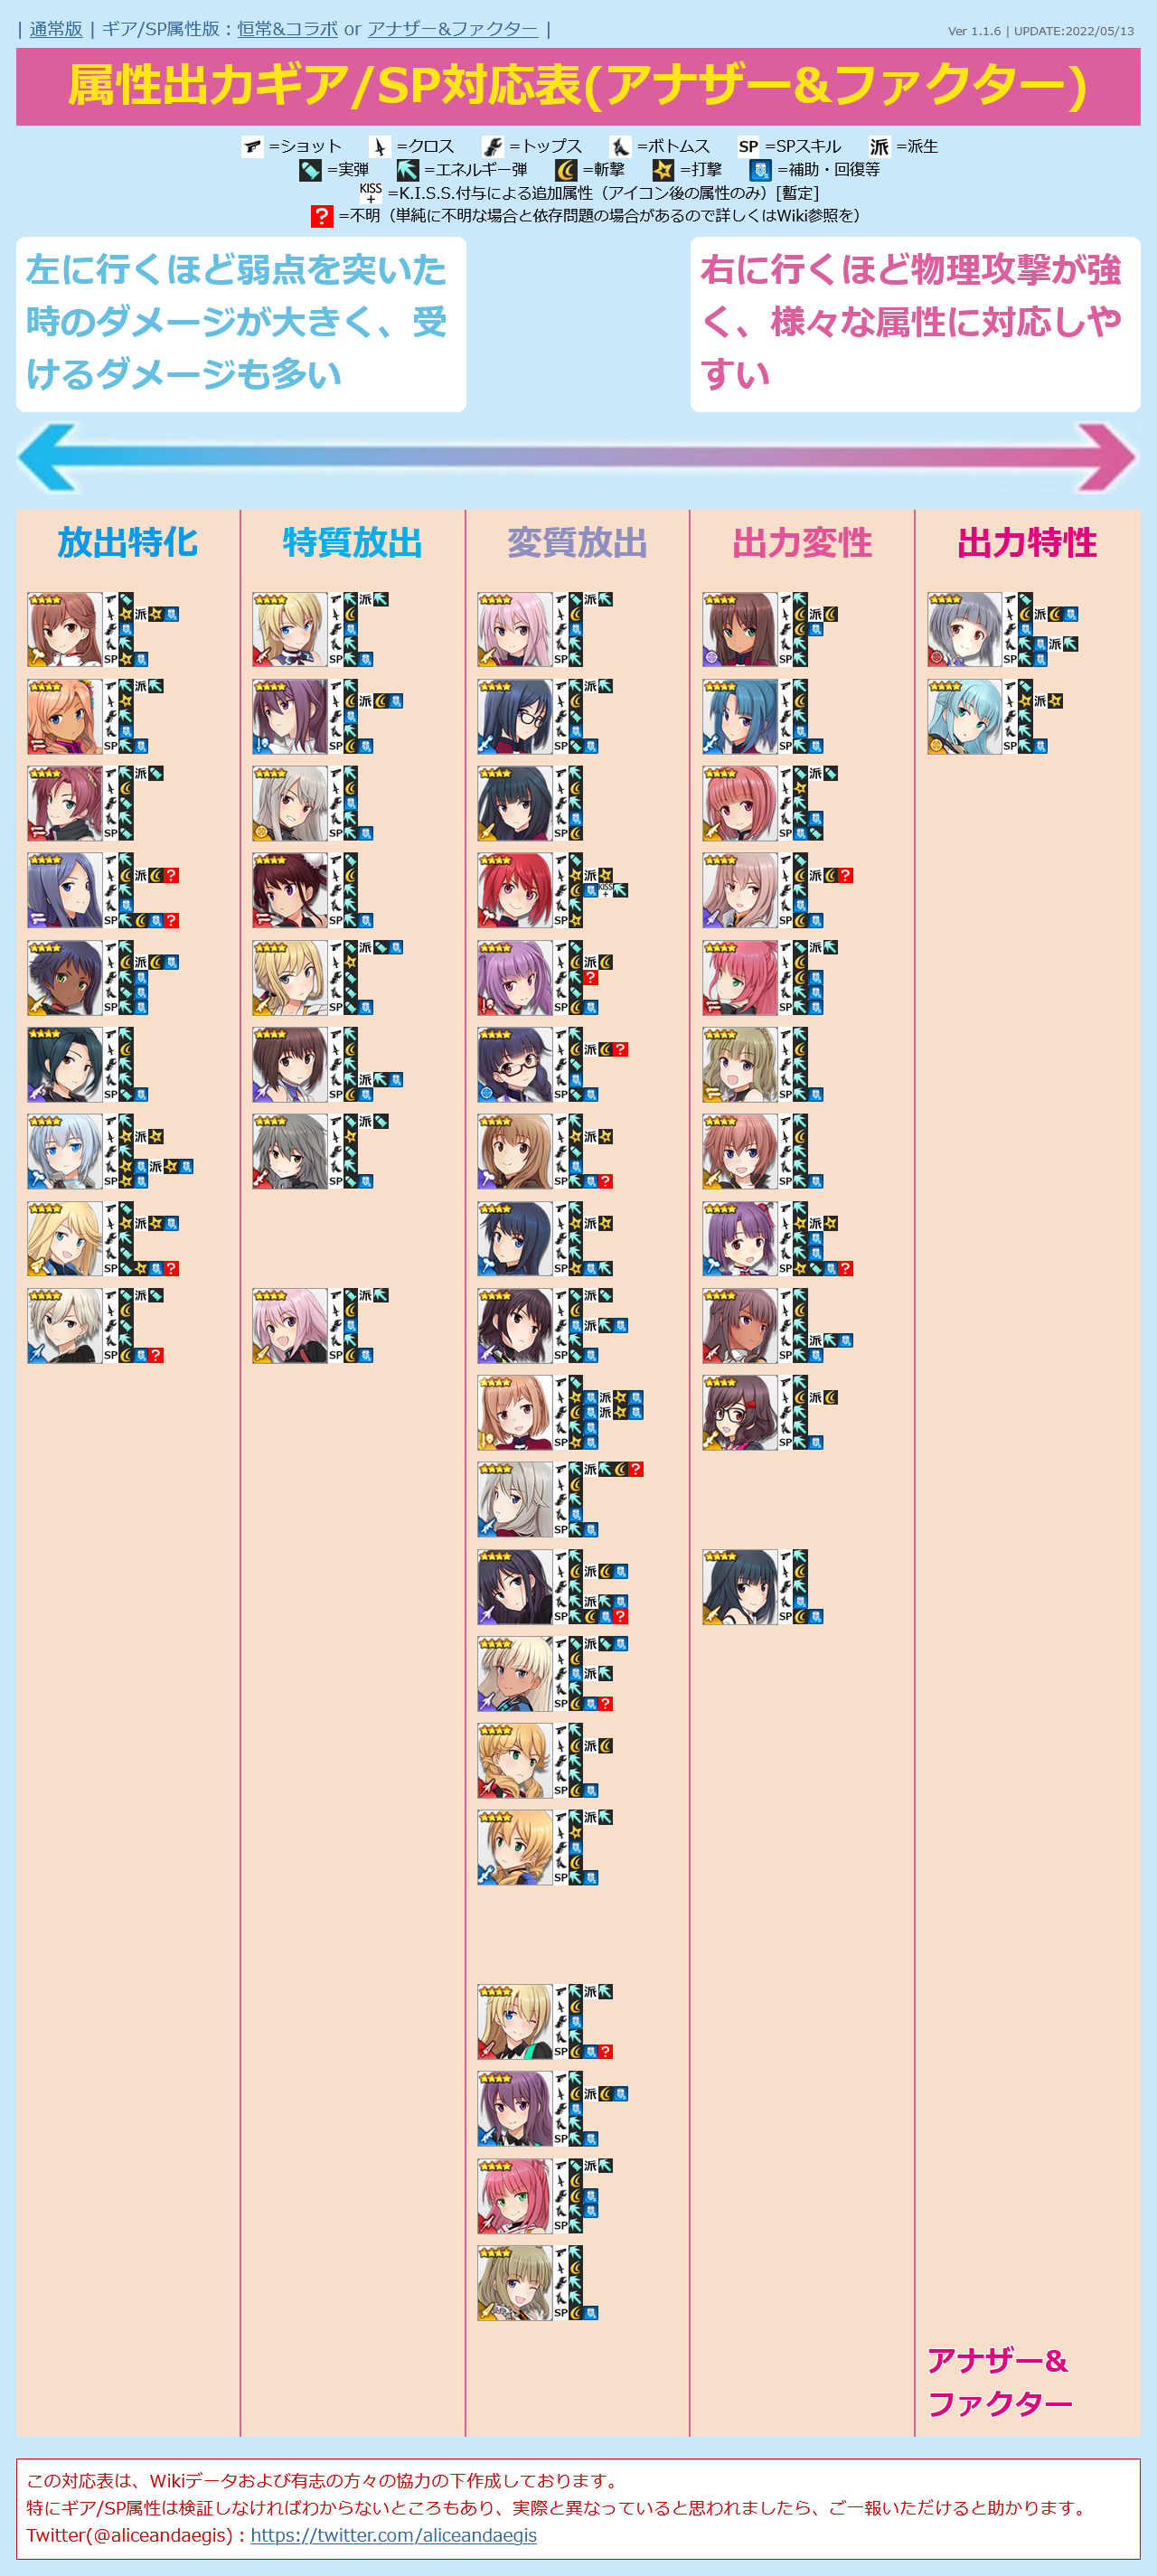 | 通常版 | ギア/SP属性版：恒常&コラボ or アナザー&ファクター |
Ver 1.1.6 | UPDATE:2022/05/13
属性出力ギア/SP対応表(アナザー&ファクター)
=ショット =クロス =トップス =ボトムス SP =SPスキル 派 =派生
=実弾 =エネルギー弾 =斬撃 =打撃 =補助・回復等
KISS + =K.I.S.S.付与による追加属性（アイコン後の属性のみ）[暫定]
? =不明（単純に不明な場合と依存問題の場合があるので詳しくはWiki参照を）
左に行くほど弱点を突いた
時のダメージが大きく、受
けるダメージも多い
右に行くほど物理攻撃が強
く、様々な属性に対応しや
すい
放出特化 特質放出 変質放出 出力変性 出力特性
アナザー&
ファクター
この対応表は、Wikiデータおよび有志の方々の協力の下作成しております。
特にギア/SP属性は検証しなければわからないところもあり、実際と異なっていると思われましたら、ご一報いただけると助かります。
Twitter(@aliceandaegis)：https://twitter.com/aliceandaegis